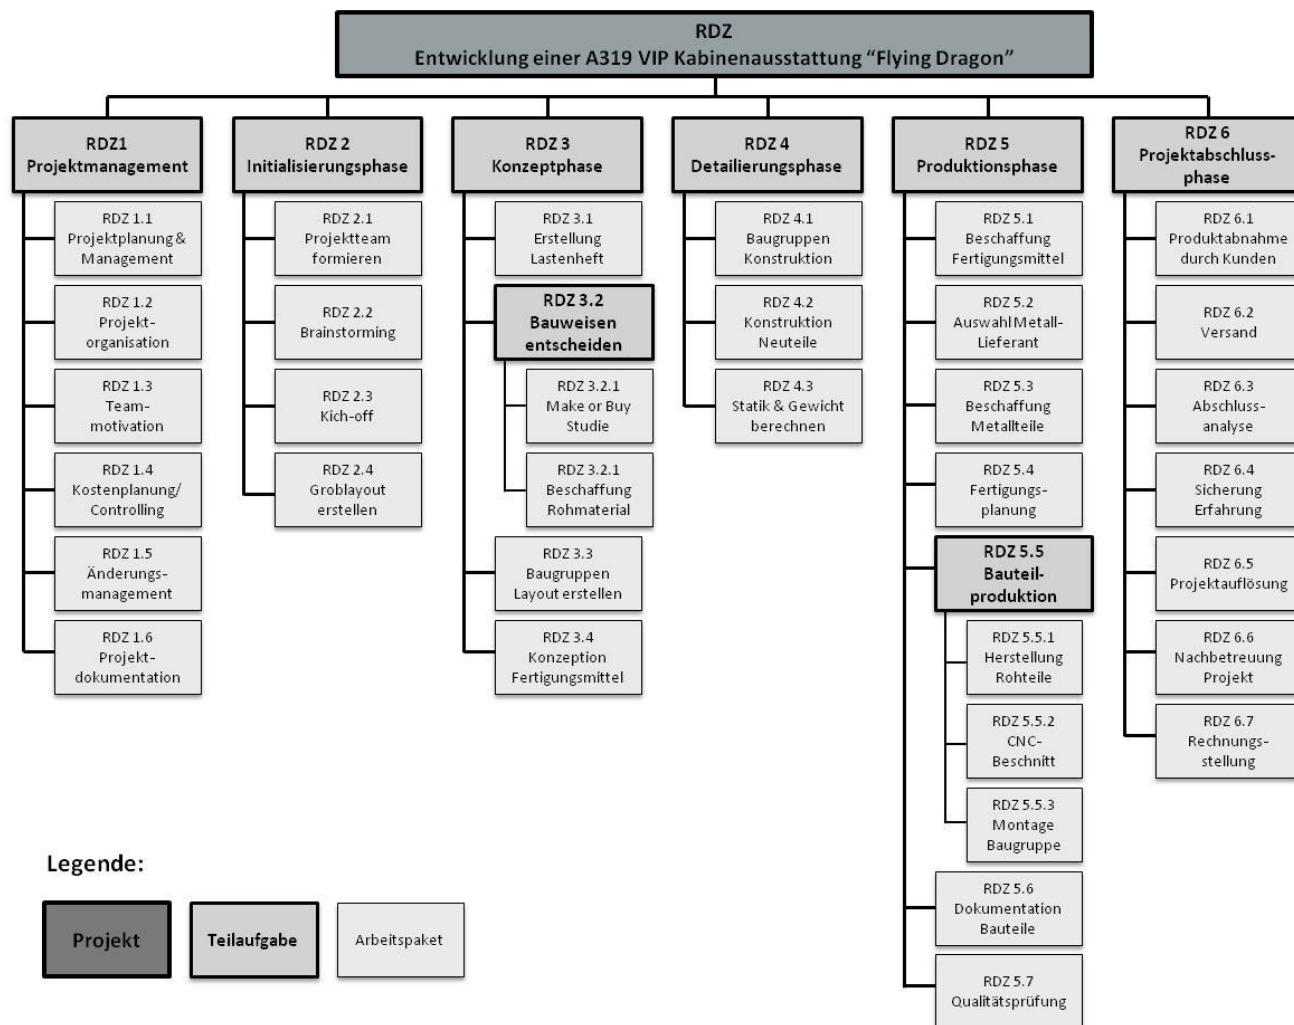 RDZ
Entwicklung einer A319 VIP Kabinenausstattung “Flying Dragon”
RDZ1
Projektmanagement
RDZ 1.1
Projektplanung &
Management
RDZ 1.2
Projekt-
organisation
RDZ 1.3
Team-
motivation
RDZ 1.4
Kostenplanung/
Controlling
RDZ 1.5
Änderungs-
management
RDZ 1.6
Projekt-
dokumentation
RDZ 2
Initialisierungsphase
RDZ 2.1
Projektteam
formieren
RDZ 2.2
Brainstorming
RDZ 2.3
Kich-off
RDZ 2.4
Groblayout
erstellen
RDZ 3
Konzeptphase
RDZ 3.1
Erstellung
Lastenheft
RDZ 3.2
Bauweisen
entscheiden
RDZ 3.2.1
Make or Buy
Studie
RDZ 3.2.1
Beschaffung
Rohmaterial
RDZ 3.3
Baugruppen
Layout erstellen
RDZ 3.4
Konzeption
Fertigungsmittel
RDZ 4
Detailierungsphase
RDZ 4.1
Baugruppen
Konstruktion
RDZ 4.2
Konstruktion
Neuteile
RDZ 4.3
Statik & Gewicht
berechnen
RDZ 5
Produktionsphase
RDZ 5.1
Beschaffung
Fertigungsmittel
RDZ 5.2
Auswahl Metall-
Lieferant
RDZ 5.3
Beschaffung
Metallteile
RDZ 5.4
Fertigungs-
planung
RDZ 5.5
Bauteil-
produktion
RDZ 5.5.1
Herstellung
Rohteile
RDZ 5.5.2
CNC-
Beschnitt
RDZ 5.5.3
Montage
Baugruppe
RDZ 5.6
Dokumentation
Bauteile
RDZ 5.7
Qualitätsprüfung
RDZ 6
Projektabschluss-
phase
RDZ 6.1
Produktabnahme
durch Kunden
RDZ 6.2
Versand
RDZ 6.3
Abschluss-
analyse
RDZ 6.4
Sicherung
Erfahrung
RDZ 6.5
Projektauflösung
RDZ 6.6
Nachbetreuung
Projekt
RDZ 6.7
Rechnungs-
stellung
Legende:
Projekt
Teilaufgabe
Arbeitspaket